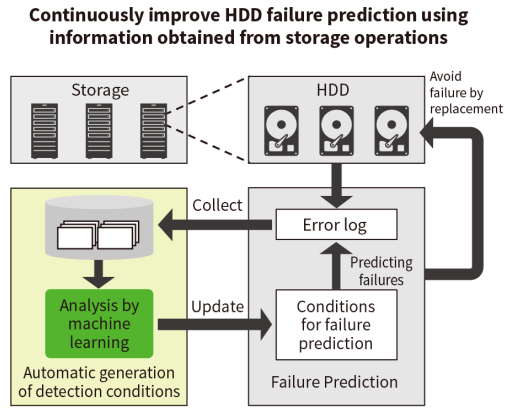 Continuously improve HDD failure prediction using
information obtained from storage operations
Storage
HDD
Avoid
failure by
replacement
Collect
Error log
Predicting
failures
Analysis by
machine
learning
Update
Conditions
for failure
prediction
Automatic generation
of detection conditions
Failure Prediction